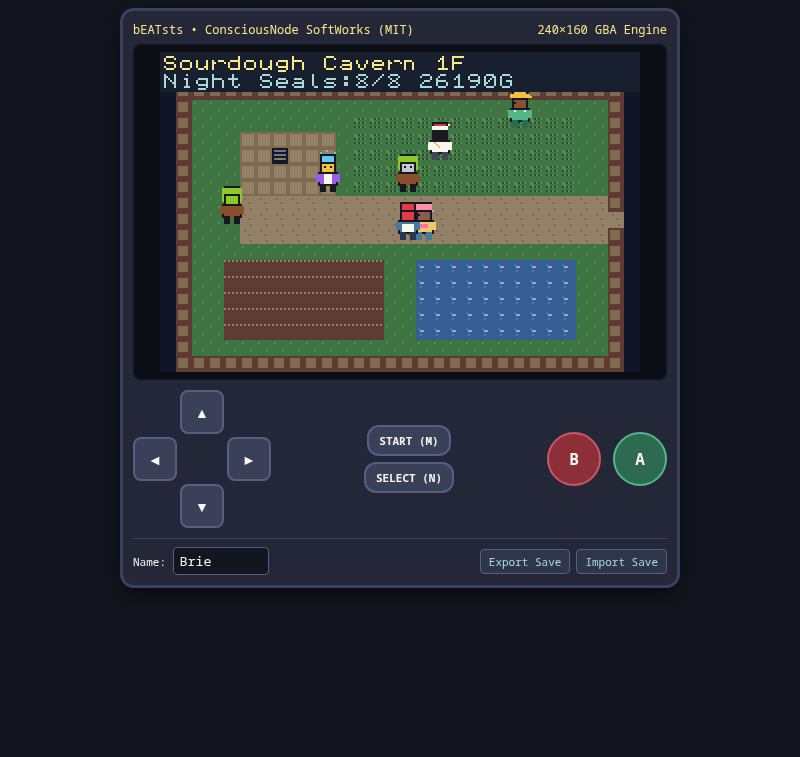 bEATsts • ConsciousNode SoftWorks (MIT)
240×160 GBA Engine
Sourdough Cavern 1F
Night Seals:8/8 26190G
▲
◄
►
▼
START (M)
SELECT (N)
B
A
Name:
Brie
Export Save
Import Save